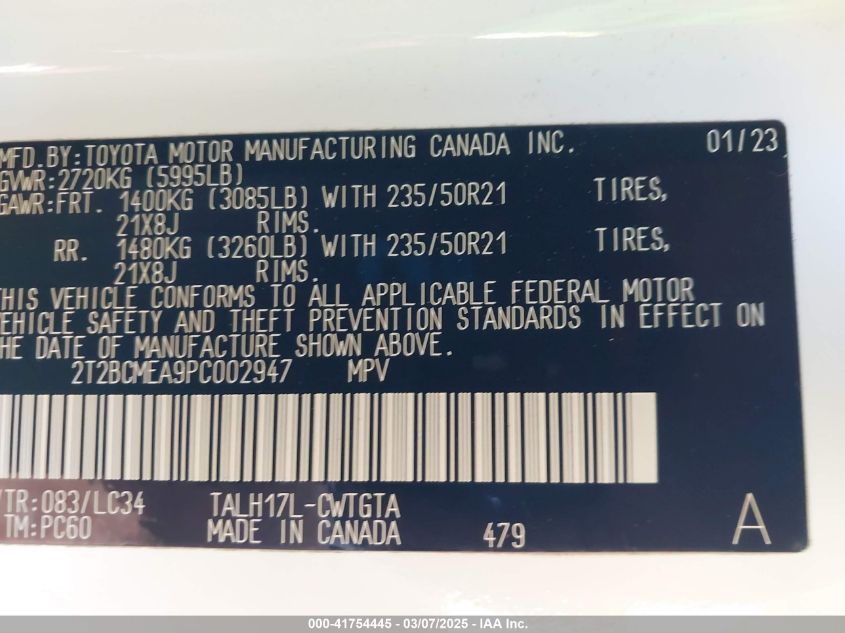 MFD.BY:TOYOTA MOTOR MANUFACTURING CANADA INC. 01/23
GVWR:2720KG (5995LB)
GAWR:FRT. 1400KG (3085LB) WITH 235/50R21 TIRES,
21X8J RIMS.
RR. 1480KG (3260LB) WITH 235/50R21 TIRES,
21X8J RIMS.
THIS VEHICLE CONFORMS TO ALL APPLICABLE FEDERAL MOTOR
VEHICLE SAFETY AND THEFT PREVENTION STANDARDS IN EFFECT ON
THE DATE OF MANUFACTURE SHOWN ABOVE.
2T2BCMEA9PC002947 MPV
/TR:083/LC34 TALH17L-CWTGTA
TM:PC60 MADE IN CANADA 479 A
000-41754445 - 03/07/2025 - IAA Inc.